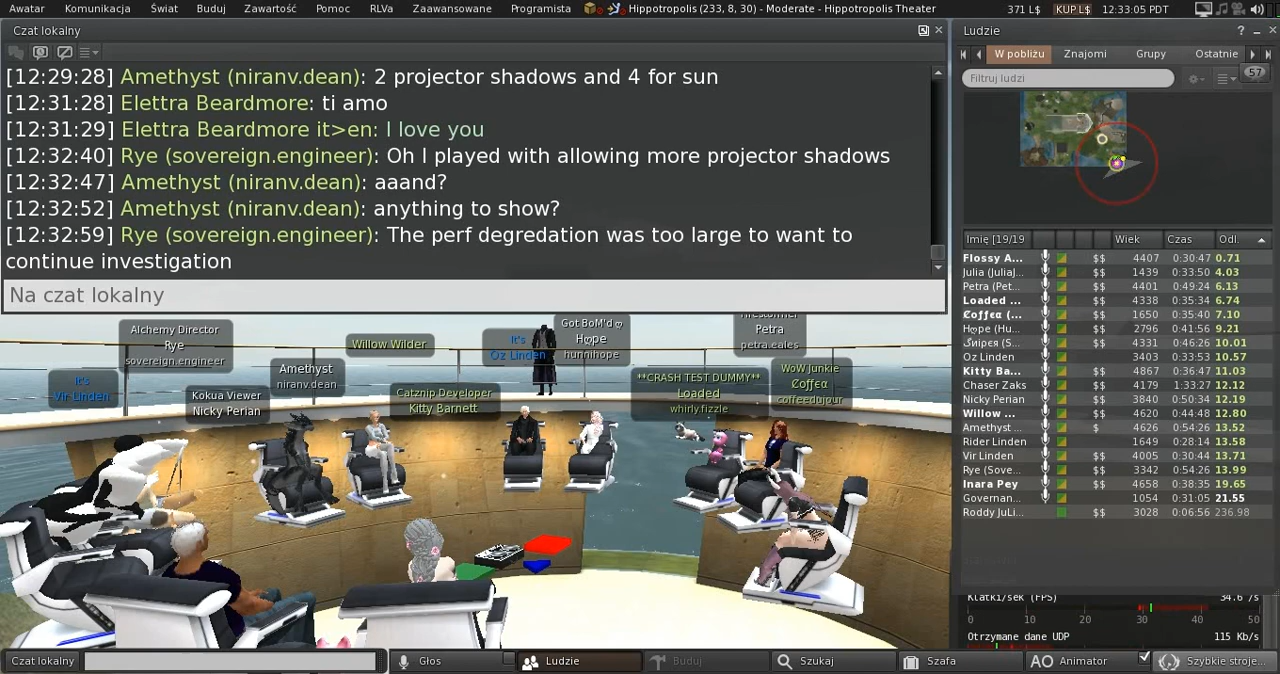 Awatar Komunikacja Świat Buduj Zawartość Pomoc RLVa Zaawansowane Programista Hippotropolis (233, 8, 30) - Moderate - Hippotropolis Theater 371 L$ KUP L$ 12:33:05 PDT
Czat lokalny
[12:29:28] Amethyst (niranv.dean): 2 projector shadows and 4 for sun
[12:31:28] Elettra Beardmore: ti amo
[12:31:29] Elettra Beardmore it>en: I love you
[12:32:40] Rye (sovereign.engineer): Oh I played with allowing more projector shadows
[12:32:47] Amethyst (niranv.dean): aaand?
[12:32:52] Amethyst (niranv.dean): anything to show?
[12:32:59] Rye (sovereign.engineer): The perf degredation was too large to want to
continue investigation
Na czat lokalny
Ludzie
W pobliżu Znajomi Grupy Ostatnie
Filtruj ludzi
57
Imię [19/19 Wiek Czas Odl.
Flossy A... $$ 4407 0:30:47 0.71
Julia (JuliaJ... $$ 1439 0:33:50 4.03
Petra (Pet... $$ 4401 0:49:24 6.13
Loaded ... $$ 4338 0:35:34 6.74
Ȼσƒƒєα (... $$ 1650 0:35:40 7.10
Hღpe (Hu... $$ 2796 0:41:56 9.21
$$ 4331 0:46:26 10.01
Oz Linden 3403 0:33:53 10.57
Kitty Ba... $$ 4867 0:36:47 11.03
Chaser Zaks $$ 4179 1:33:27 12.12
Nicky Perian $$ 3840 0:50:34 12.19
Willow ... $$ 4620 0:44:48 12.80
Amethyst ... $ 4626 0:54:26 13.52
Rider Linden 1649 0:28:14 13.58
Vir Linden $$ 4005 0:30:44 13.71
Rye (Sove... $$ 3342 0:54:26 13.99
Inara Pey $$ 4658 0:38:35 19.65
Governan... 1054 0:31:05 21.55
Roddy JuLi... $$ 3028 0:06:56 236.98
Alchemy Director
Rye
sovereign.engineer
It's
Vir Linden
Kokua Viewer
Nicky Perian
Amethyst
niranv.dean
Willow Wilder
Catznip Developer
Kitty Barnett
It's
Oz Linden
Got BoM'd ღ
Hღpe
hunnihope
**CRASH TEST DUMMY**
Loaded
whirly.fizzle
Firestormer
Petra
petra.eales
WoW Junkie
Ȼσƒƒєα
coffeedujour
Klatki/sek (FPS) 34.6 /s
0 10 20 30 40 50
Otrzymane dane UDP 115 Kb/s
Czat lokalny Głos Ludzie Buduj Szukaj Szafa AO Animator Szybkie stroje...